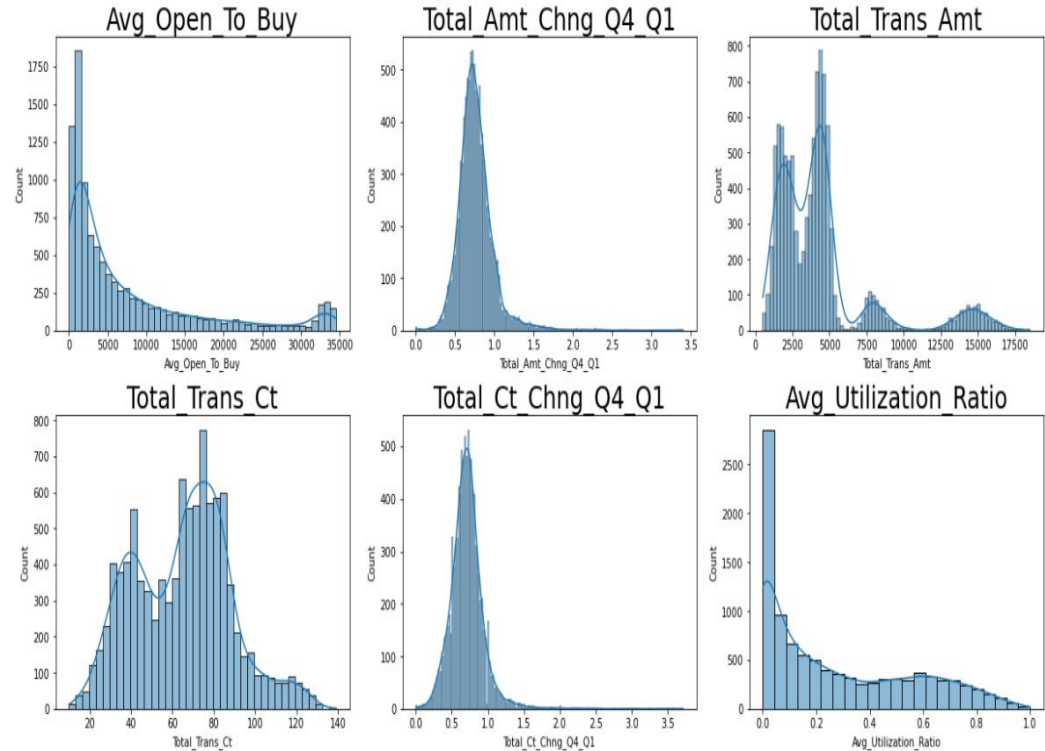 Avg_Open_To_Buy
Total_Amt_Chng_Q4_Q1
Total_Trans_Amt
1750
1500
1250
1000
750
500
250
0
Count
0 5000 10000 15000 20000 25000 30000 35000
Avg_Open_To_Buy
500
400
300
200
100
0
Count
0.0 0.5 1.0 1.5 2.0 2.5 3.0 3.5
Total_Amt_Chng_Q4_Q1
800
700
600
500
400
300
200
100
0
Count
2500 5000 7500 10000 12500 15000 17500
Total_Trans_Amt
Total_Trans_Ct
Total_Ct_Chng_Q4_Q1
Avg_Utilization_Ratio
800
700
600
500
400
300
200
100
0
Count
20 40 60 80 100 120 140
Total_Trans_Ct
500
400
300
200
100
0
Count
0.0 0.5 1.0 1.5 2.0 2.5 3.0 3.5
Total_Ct_Chng_Q4_Q1
2500
2000
1500
1000
500
0
Count
0.0 0.2 0.4 0.6 0.8 1.0
Avg_Utilization_Ratio